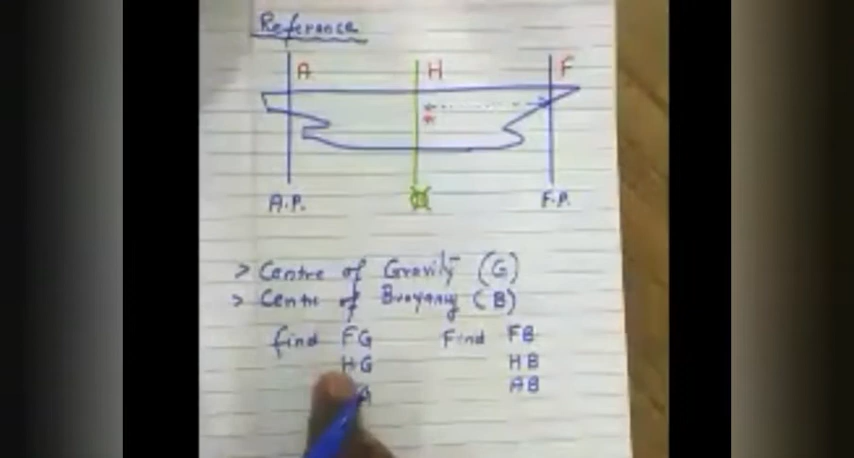 Reference
A H F
A.P. F.P.
> Centre of Gravity (G)
> Centre of Buoyancy (B)
find FG Find FB
HG HB
AB